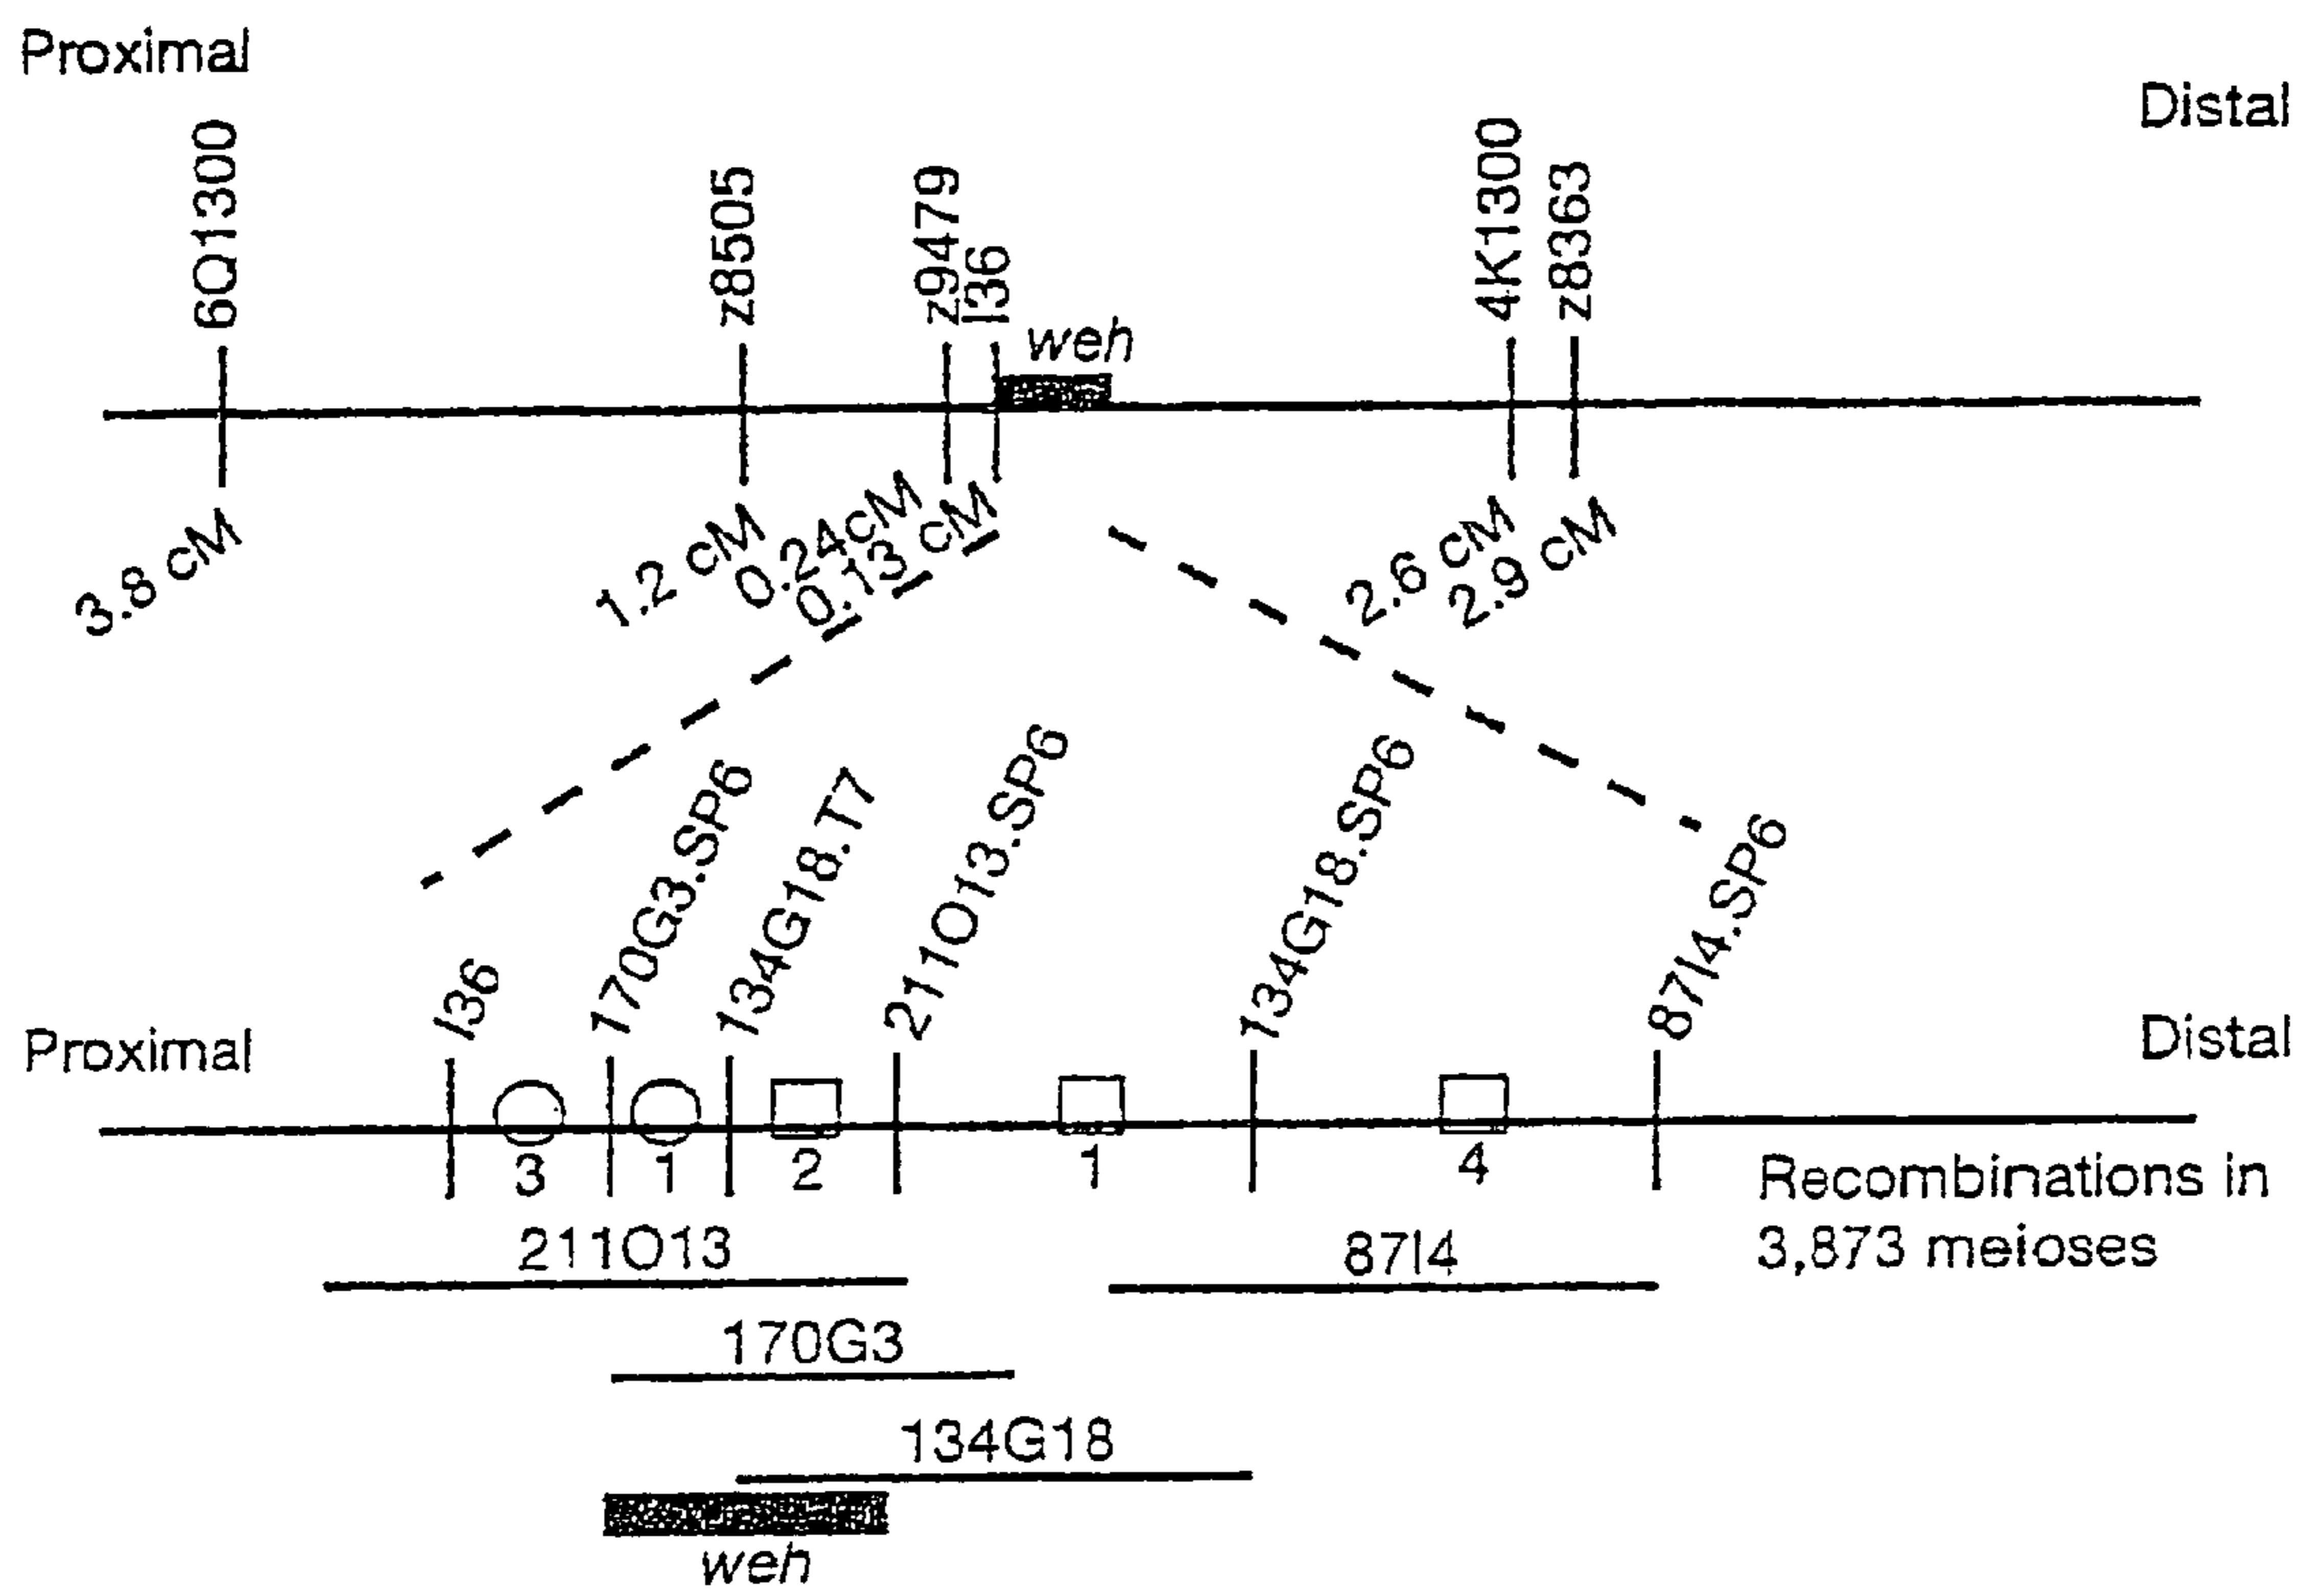 Proximal
Distal
6Q1300
z8505
z9479
I36
weh
4K1300
z8363
3.8 cM
1.2 cM
0.24cM
0.13 cM
2.6 cM
2.9 cM
I36
170G3.SP6
134G18.T7
211O13.SP6
134G18.SP6
87I4.SP6
Proximal
Distal
3
1
2
1
4
Recombinations in
3,873 meioses
211O13
87I4
170G3
134G18
weh